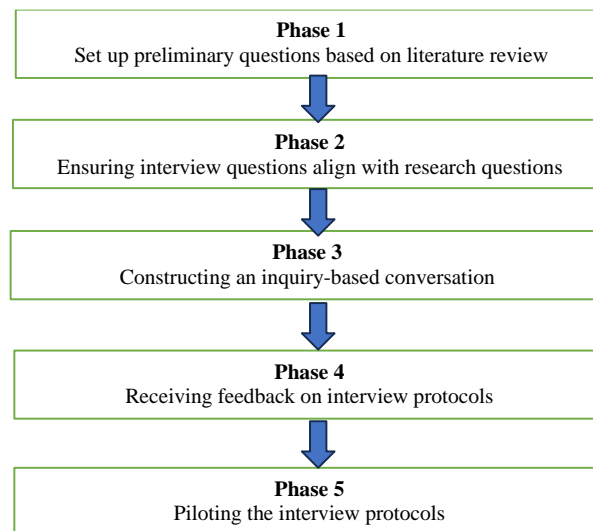 Phase 1
Set up preliminary questions based on literature review
Phase 2
Ensuring interview questions align with research questions
Phase 3
Constructing an inquiry-based conversation
Phase 4
Receiving feedback on interview protocols
Phase 5
Piloting the interview protocols